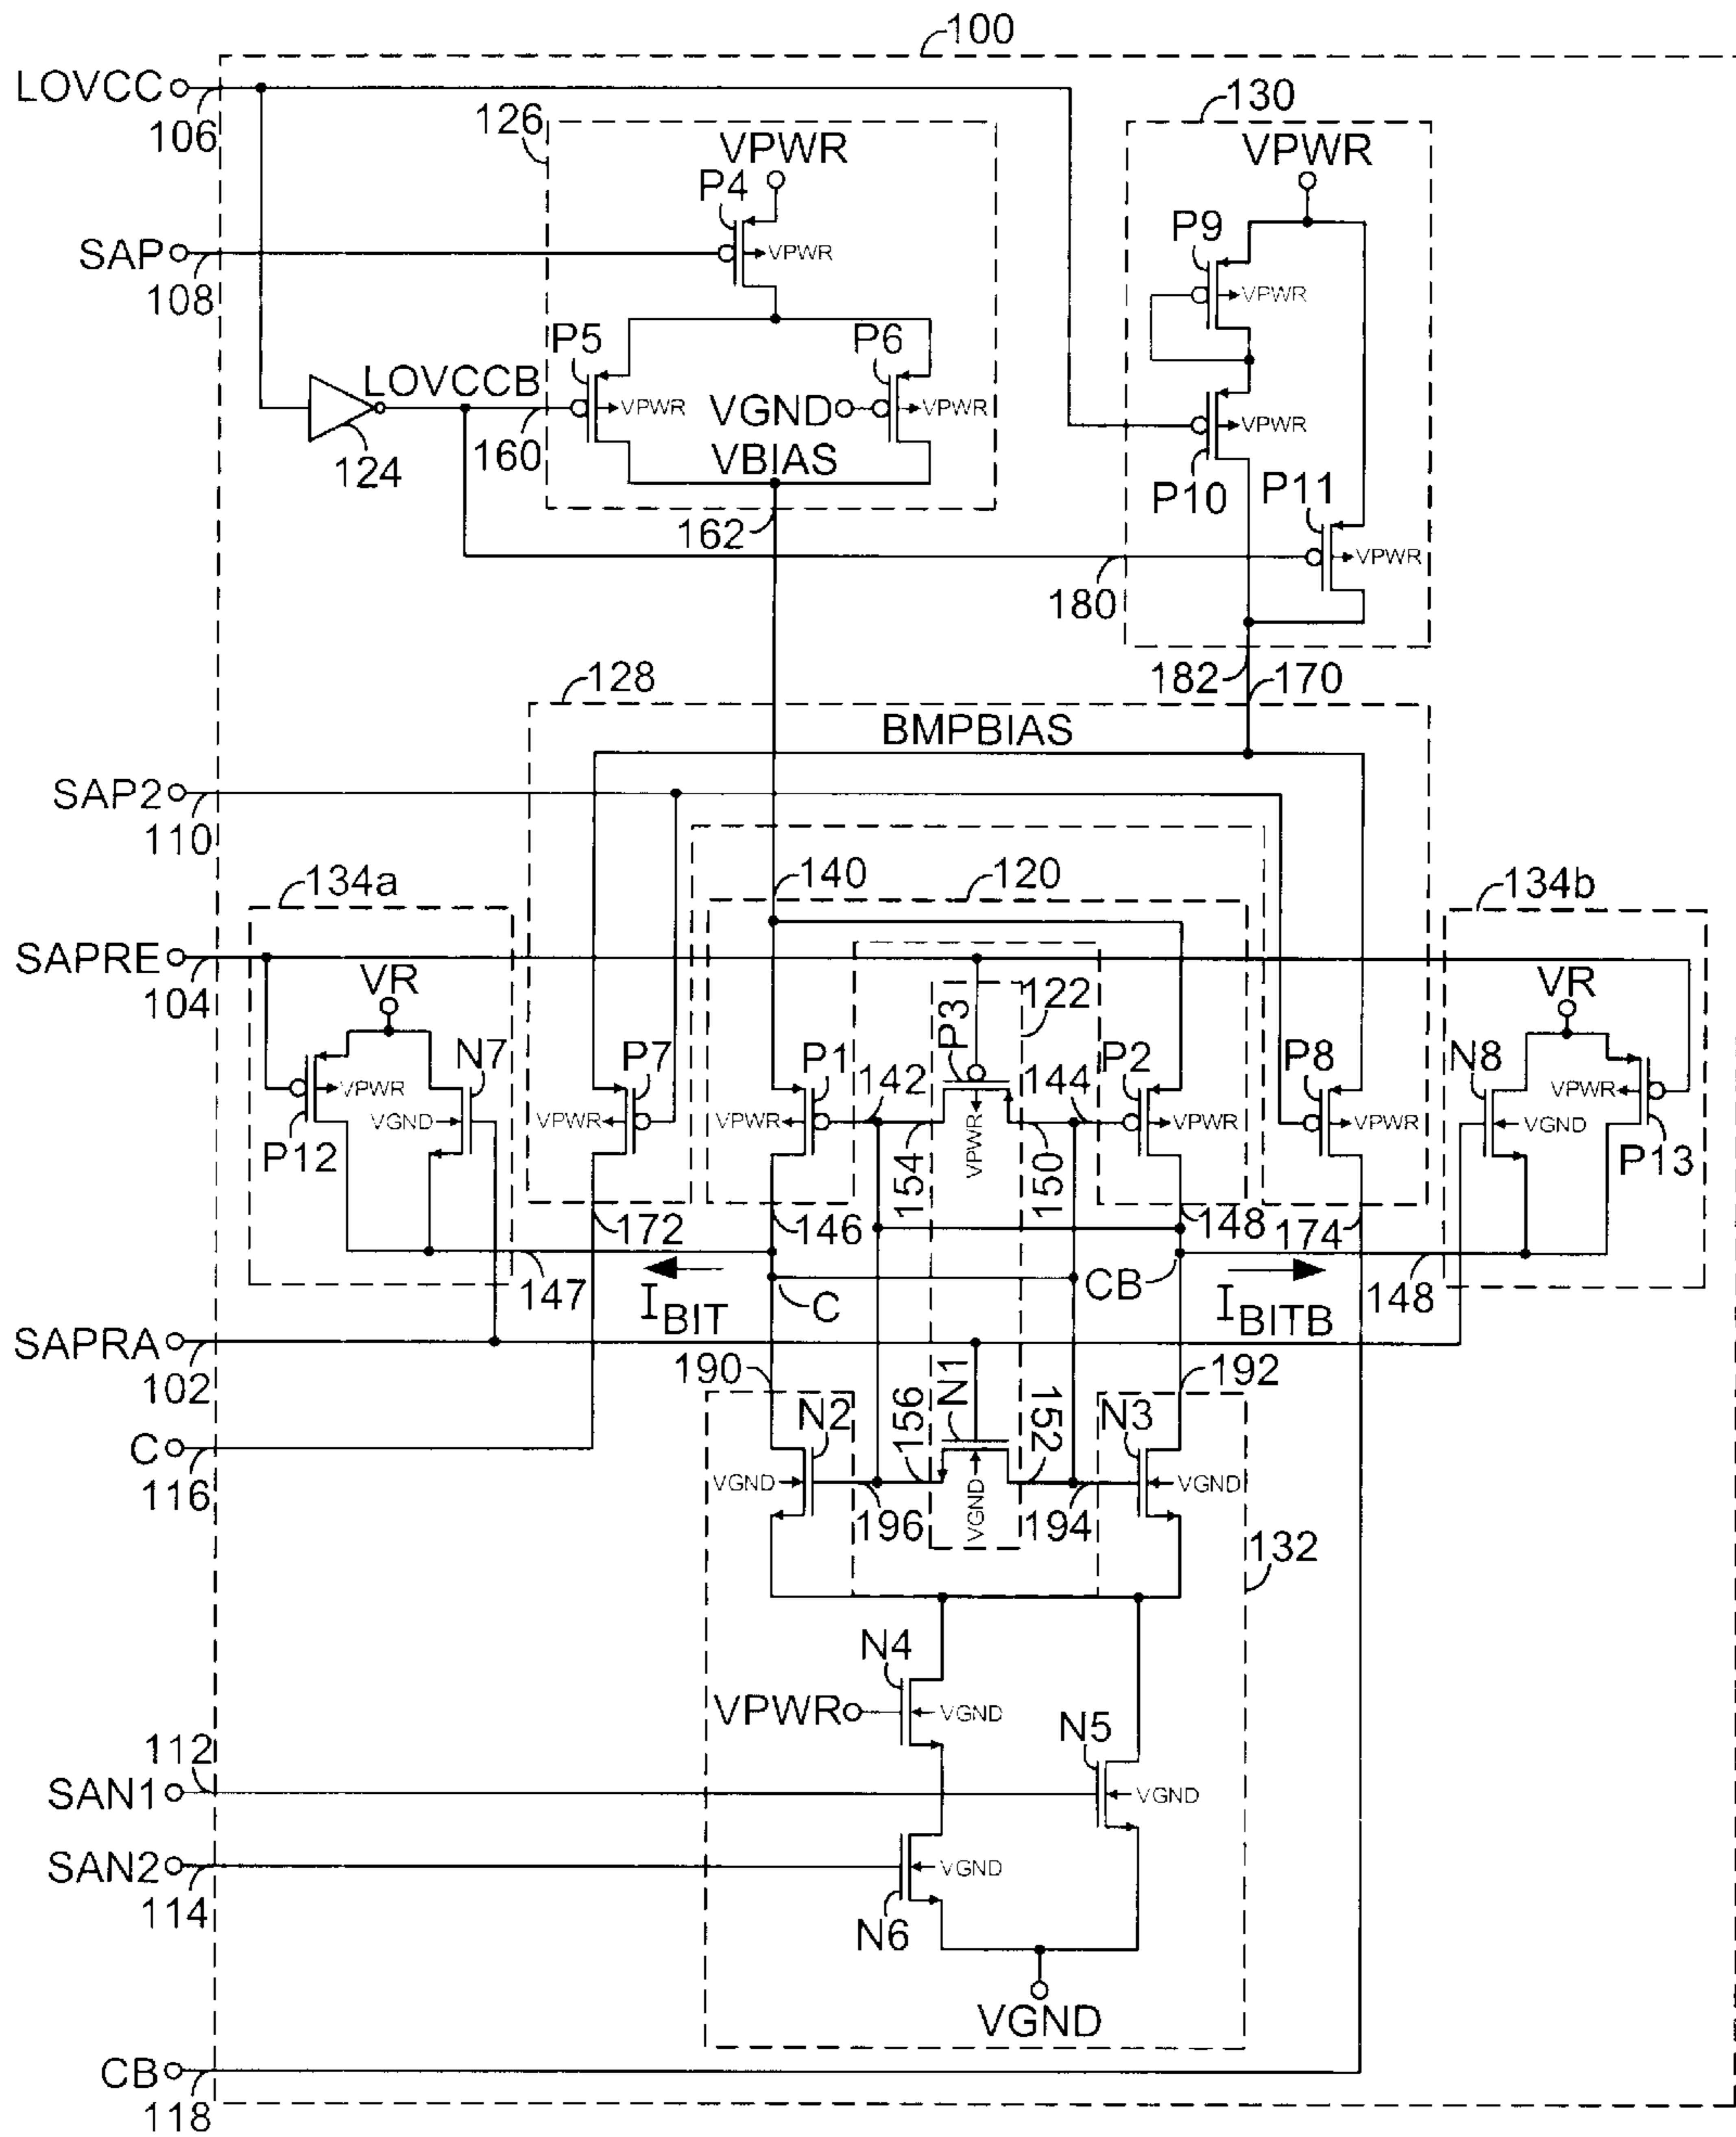 100
LOVCC
106
126
130
VPWR
VPWR
P4
P9
SAP
VPWR
108
VPWR
P5
P6
LOVCCB
VPWR
VGND
VPWR
VPWR
124
160
VBIAS
P10
P11
162
VPWR
180
128
182
170
BMPBIAS
SAP2
110
140
120
134a
134b
SAPRE
104
VR
122
VR
P3
N7
P7
P1
142
144
P2
P8
N8
VPWR
VGND
VPWR
VPWR
VPWR
VPWR
VPWR
VPWR
VGND
P12
154
150
P13
172
146
148
174
147
IBIT
C
CB
IBITB
148
SAPRA
102
190
192
N2
156
N1
152
N3
C
116
VGND
VGND
VGND
196
194
132
N4
VPWR
VGND
N5
112
SAN1
VGND
SAN2
VGND
114
N6
VGND
CB
118